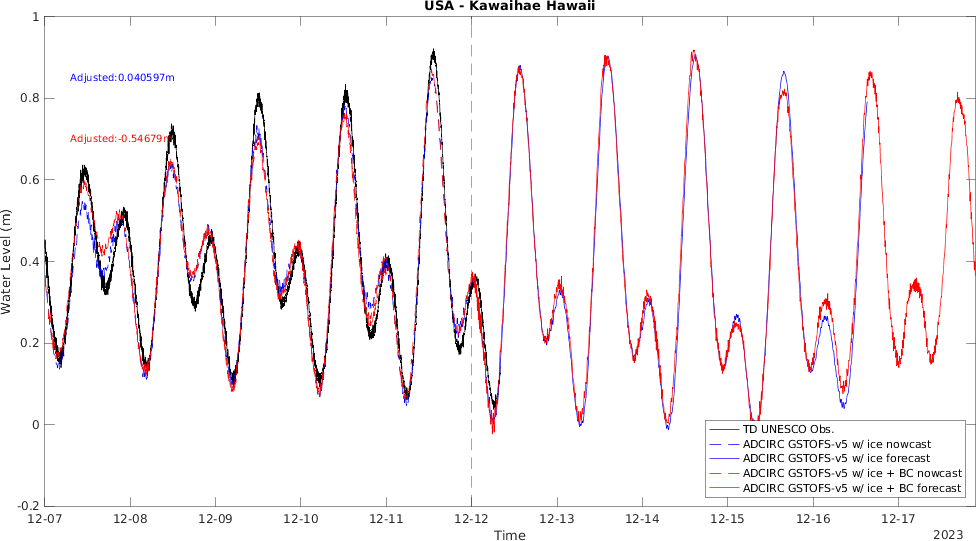 USA - Kawaihae Hawaii
1
0.8
0.6
0.4
0.2
0
-0.2
Water Level (m)
Adjusted:0.040597m
Adjusted:-0.54679m
TD UNESCO Obs.
ADCIRC GSTOFS-v5 w/ ice nowcast
ADCIRC GSTOFS-v5 w/ ice forecast
ADCIRC GSTOFS-v5 w/ ice + BC nowcast
ADCIRC GSTOFS-v5 w/ ice + BC forecast
12-07 12-08 12-09 12-10 12-11 12-12 12-13 12-14 12-15 12-16 12-17
Time
2023